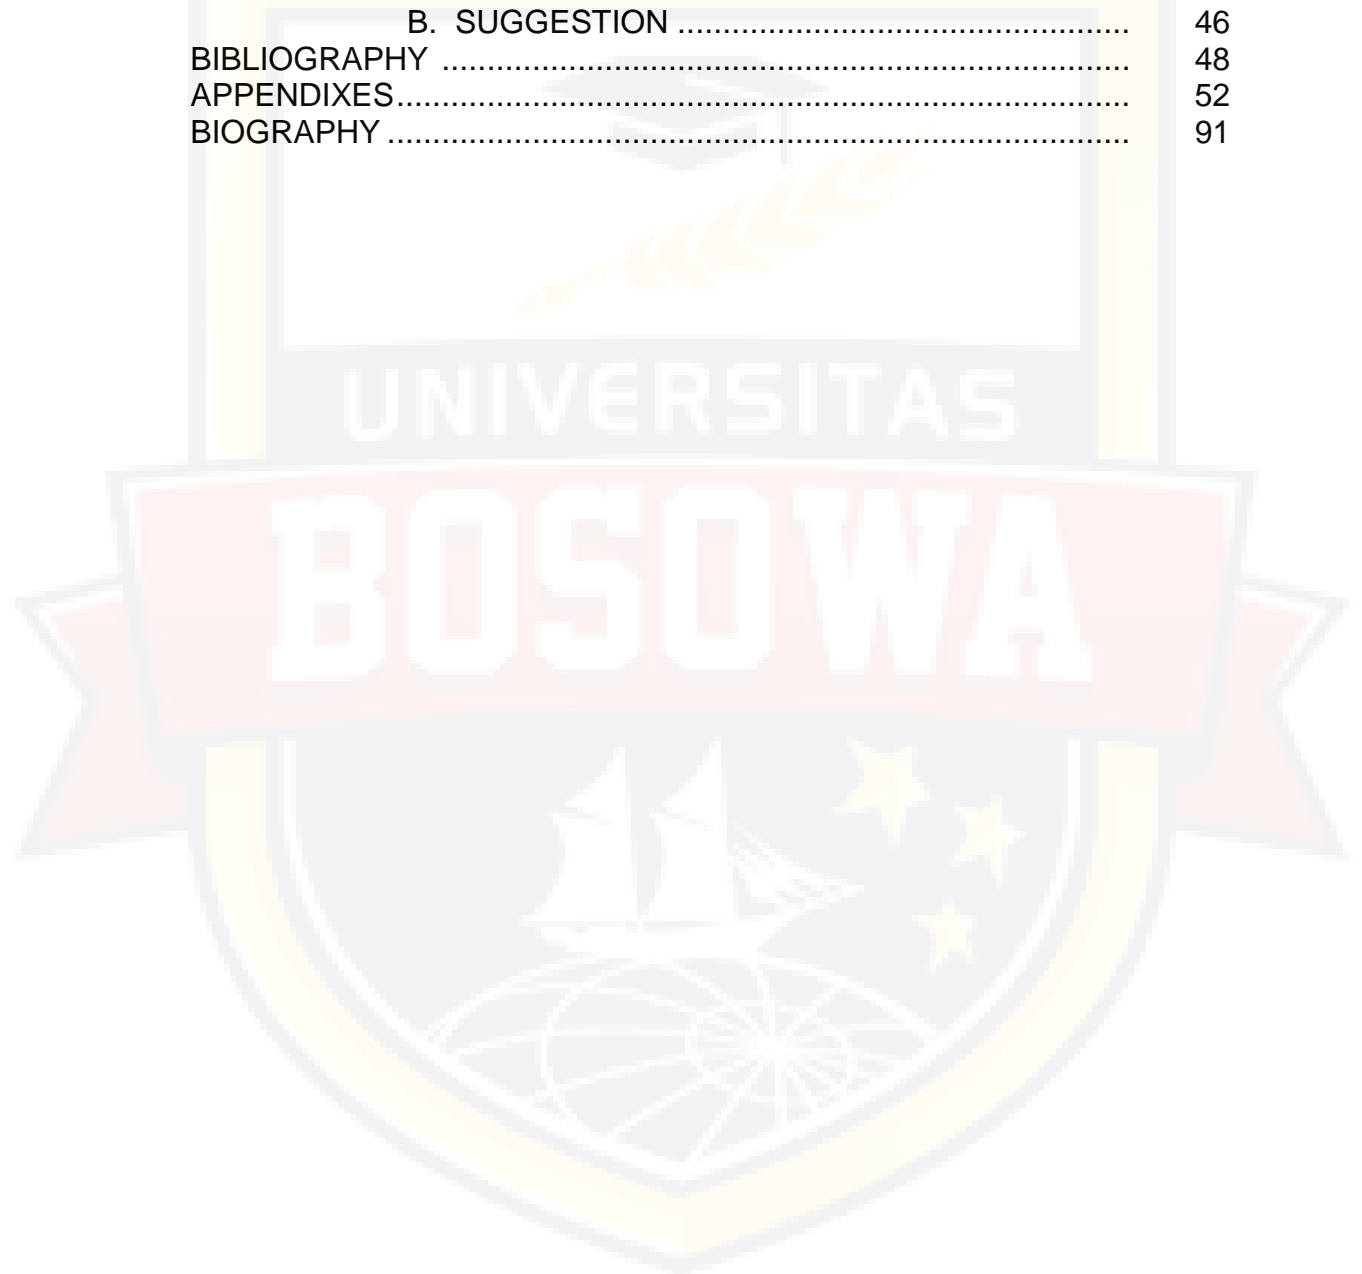 B. SUGGESTION .................................................. 46
BIBLIOGRAPHY ............................................................................ 48
APPENDIXES................................................................................. 52
BIOGRAPHY .................................................................................. 91
UNIVERSITAS
BOSOWA